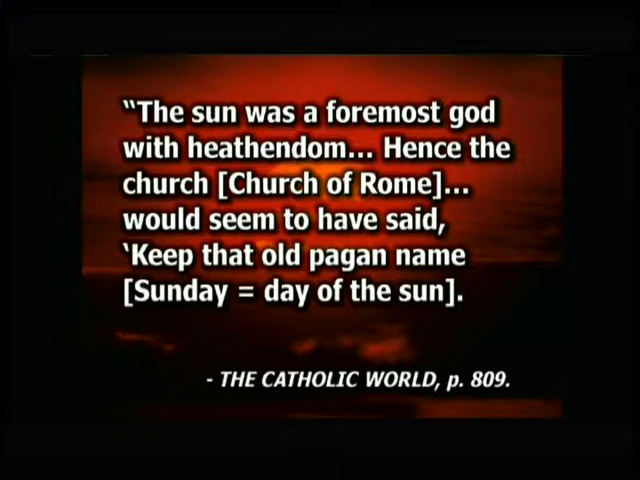 “The sun was a foremost god
with heathendom... Hence the
church [Church of Rome]...
would seem to have said,
‘Keep that old pagan name
[Sunday = day of the sun].
- THE CATHOLIC WORLD, p. 809.